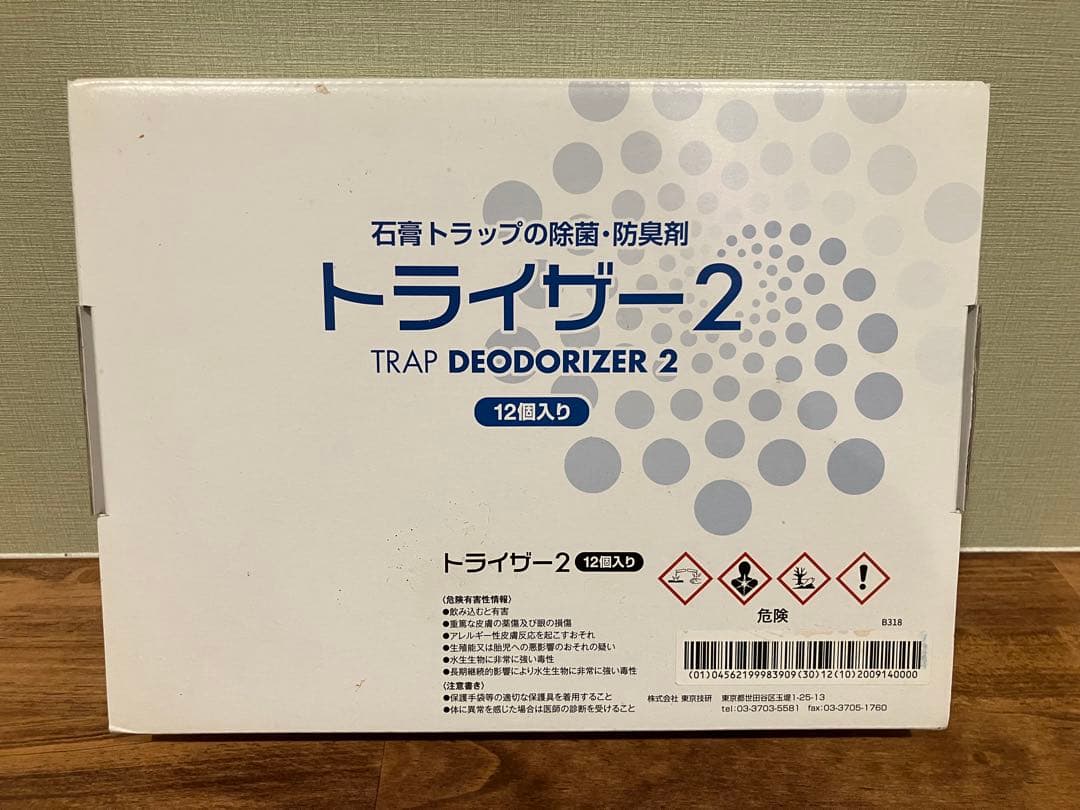 石膏トラップの除菌・防臭剤
トライザー2
TRAP DEODORIZER 2
12個入り
トライザー2 12個入り
〈危険有害性情報〉
●飲み込むと有害
●重篤な皮膚の薬傷及び眼の損傷
●アレルギー性皮膚反応を起こすおそれ
●生殖能又は胎児への悪影響のおそれの疑い
●水生生物に非常に強い毒性
●長期継続的影響により水生生物に非常に強い毒性
〈注意書き〉
●保護手袋等の適切な保護具を着用すること
●体に異常を感じた場合は医師の診断を受けること
危険
B318
(01)04562199983909(30)12(10)2009140000
株式会社 東京技研 東京都世田谷区玉堤1-25-13
tel:03-3703-5581 fax:03-3705-1760